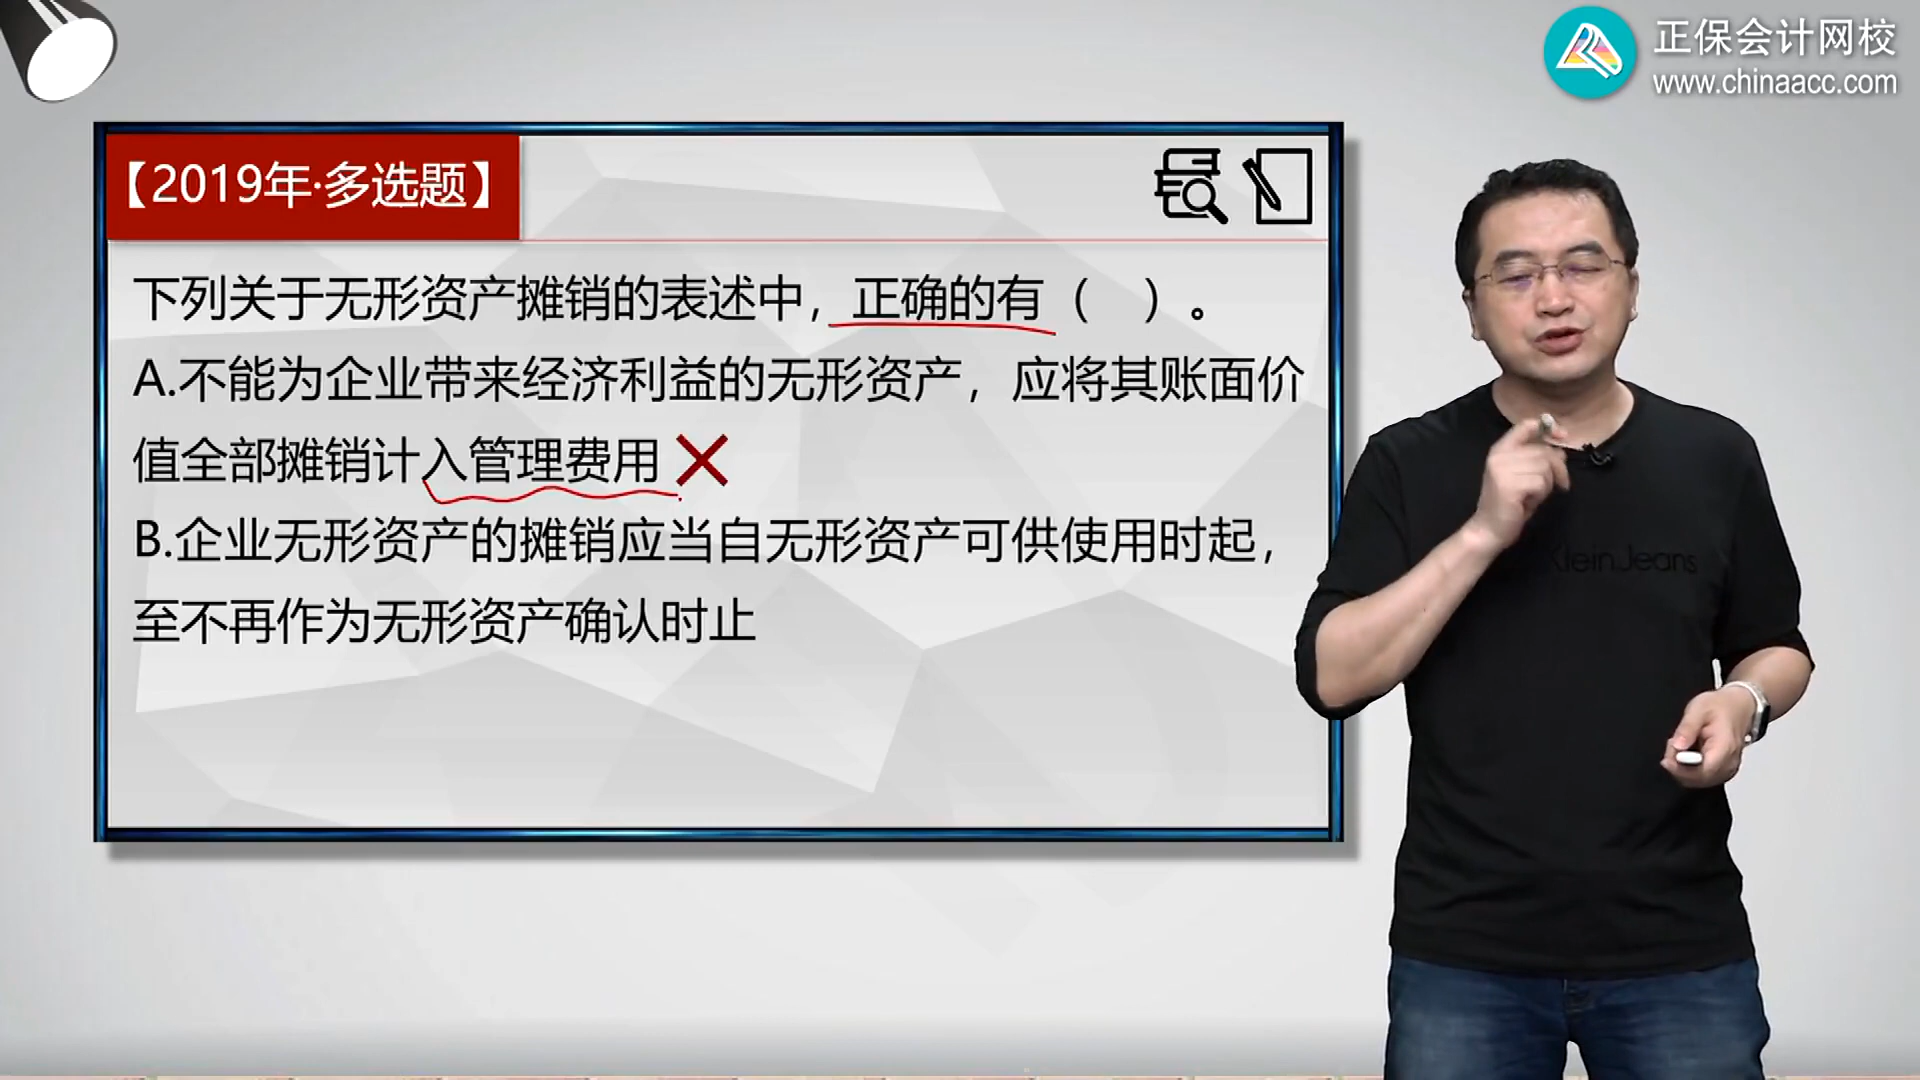 正保会计网校
www.chinaacc.com
【2019年·多选题】
下列关于无形资产摊销的表述中，正确的有（　）。
A.不能为企业带来经济利益的无形资产，应将其账面价
值全部摊销计入管理费用
B.企业无形资产的摊销应当自无形资产可供使用时起，
至不再作为无形资产确认时止
Klein Jeans